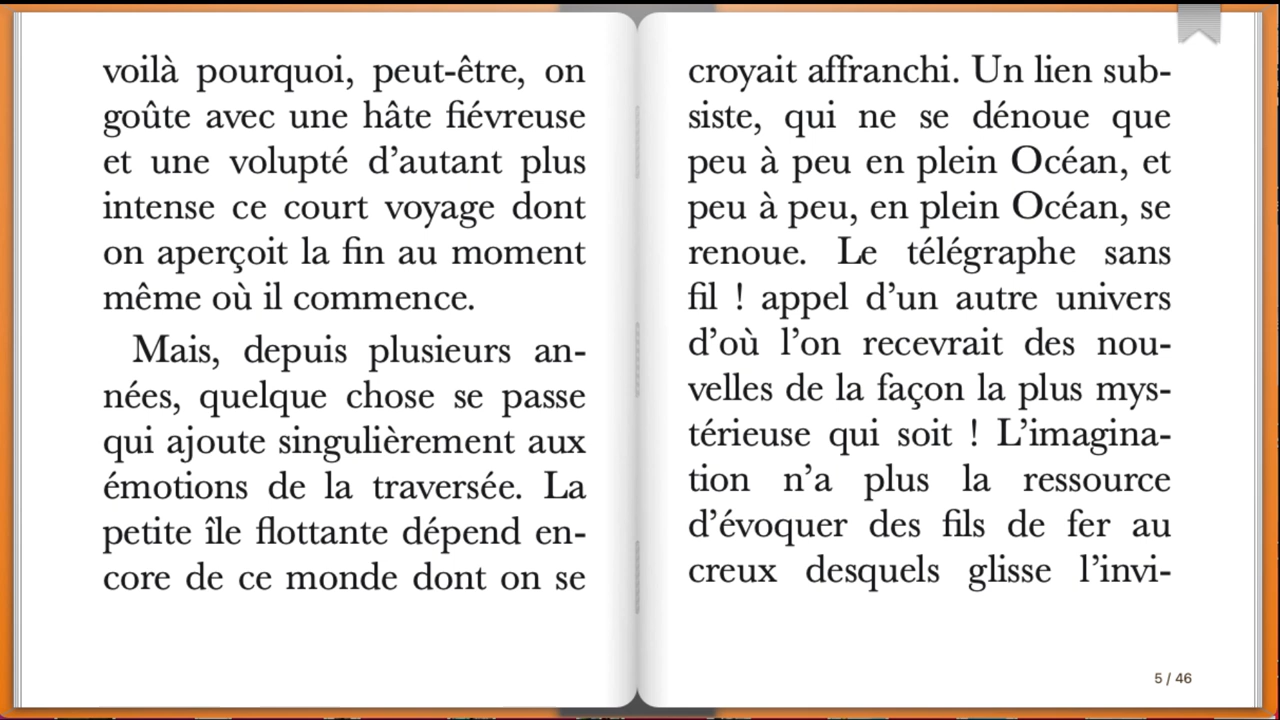 voilà pourquoi, peut-être, on
goûte avec une hâte fiévreuse
et une volupté d’autant plus
intense ce court voyage dont
on aperçoit la fin au moment
même où il commence.
Mais, depuis plusieurs an-
nées, quelque chose se passe
qui ajoute singulièrement aux
émotions de la traversée. La
petite île flottante dépend en-
core de ce monde dont on se
croyait affranchi. Un lien sub-
siste, qui ne se dénoue que
peu à peu en plein Océan, et
peu à peu, en plein Océan, se
renoue. Le télégraphe sans
fil ! appel d’un autre univers
d’où l’on recevrait des nou-
velles de la façon la plus mys-
térieuse qui soit ! L’imagina-
tion n’a plus la ressource
d’évoquer des fils de fer au
creux desquels glisse l’invi-
5 / 46